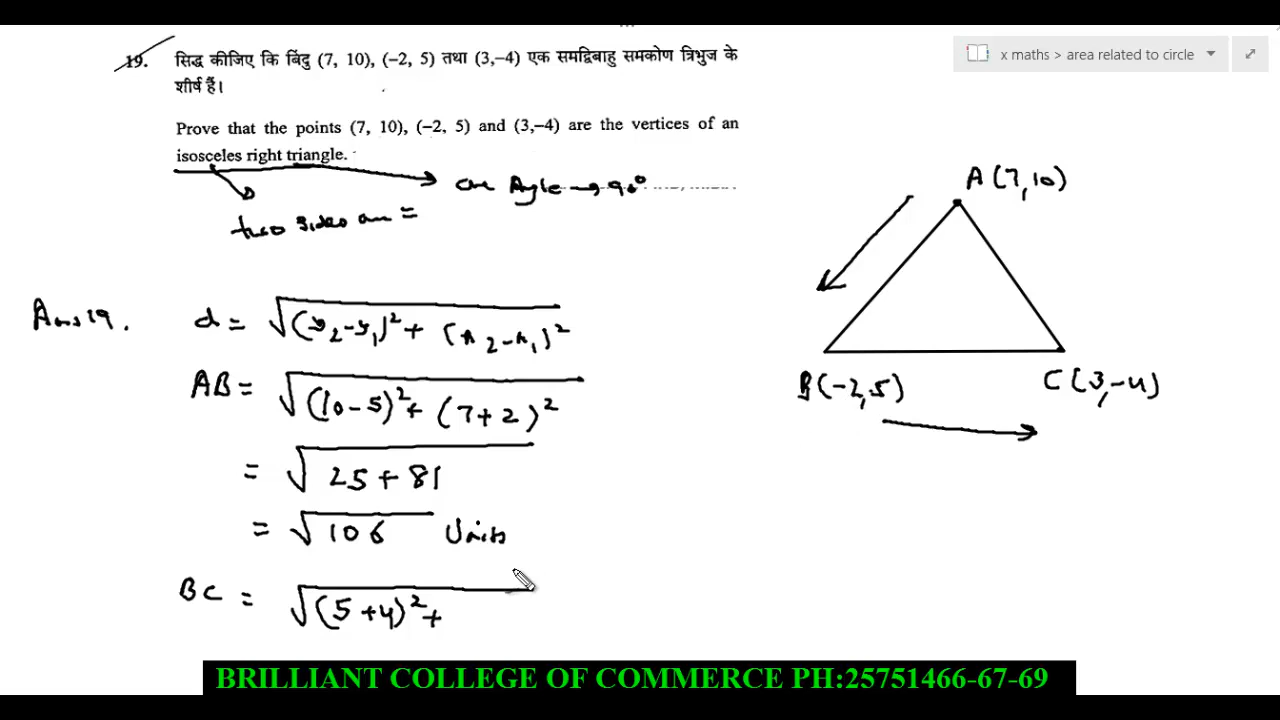 x maths > area related to circle
19. सिद्ध कीजिए कि बिंदु (7, 10), (−2, 5) तथा (3,−4) एक समद्विबाहु समकोण त्रिभुज के
शीर्ष हैं।
Prove that the points (7, 10), (−2, 5) and (3,−4) are the vertices of an
isosceles right triangle.
one Angle → 90°
two sides are =
A (7,10)
B(-2,5)
C(3,-4)
Ans 19. d = √(y₂-y₁)² + (x₂-x₁)²
AB = √(10-5)² + (7+2)²
= √25+81
= √106 Units
BC = √(5+4)² +
BRILLIANT COLLEGE OF COMMERCE PH:25751466-67-69